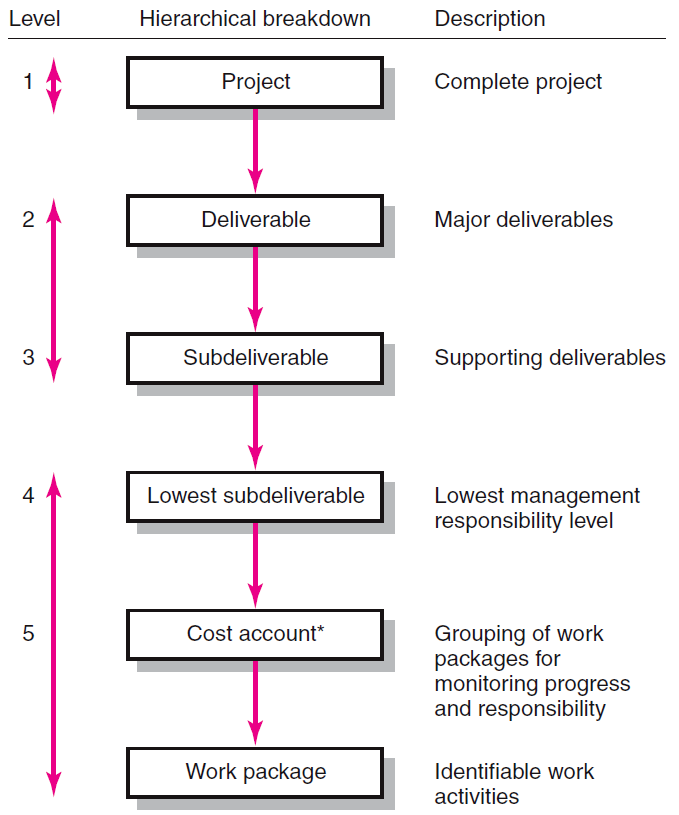 Level Hierarchical breakdown Description
1 Project Complete project
2 Deliverable Major deliverables
3 Subdeliverable Supporting deliverables
4 Lowest subdeliverable Lowest management
responsibility level
5 Cost account* Grouping of work
packages for
monitoring progress
and responsibility
Work package Identifiable work
activities